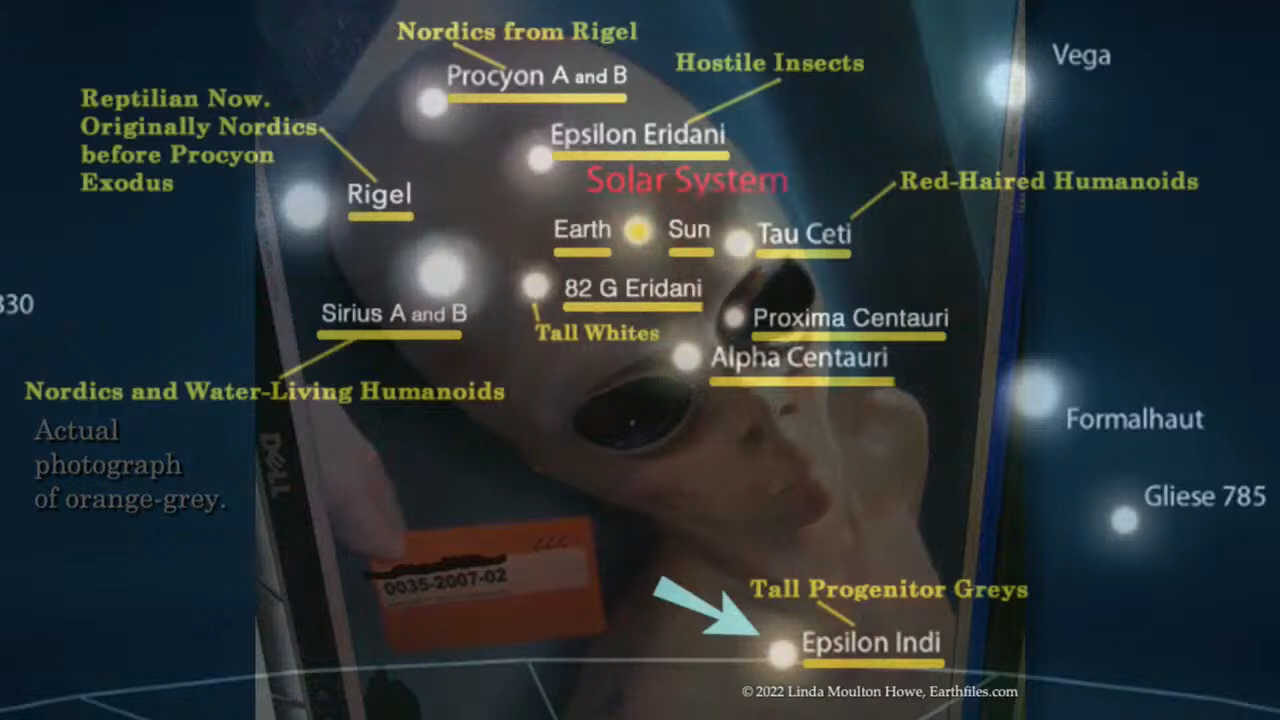 Nordics from Rigel
Procyon A and B
Hostile Insects
Vega
Reptilian Now.
Originally Nordics
before Procyon
Exodus
Epsilon Eridani
Solar System
Rigel
Red-Haired Humanoids
Earth
Sun
Tau Ceti
82 G Eridani
330
Sirius A and B
Tall Whites
Proxima Centauri
Alpha Centauri
Nordics and Water-Living Humanoids
Actual
photograph
of orange-grey.
Formalhaut
DELL
Gliese 785
0035-2007-02
Tall Progenitor Greys
Epsilon Indi
© 2022 Linda Moulton Howe, Earthfiles.com